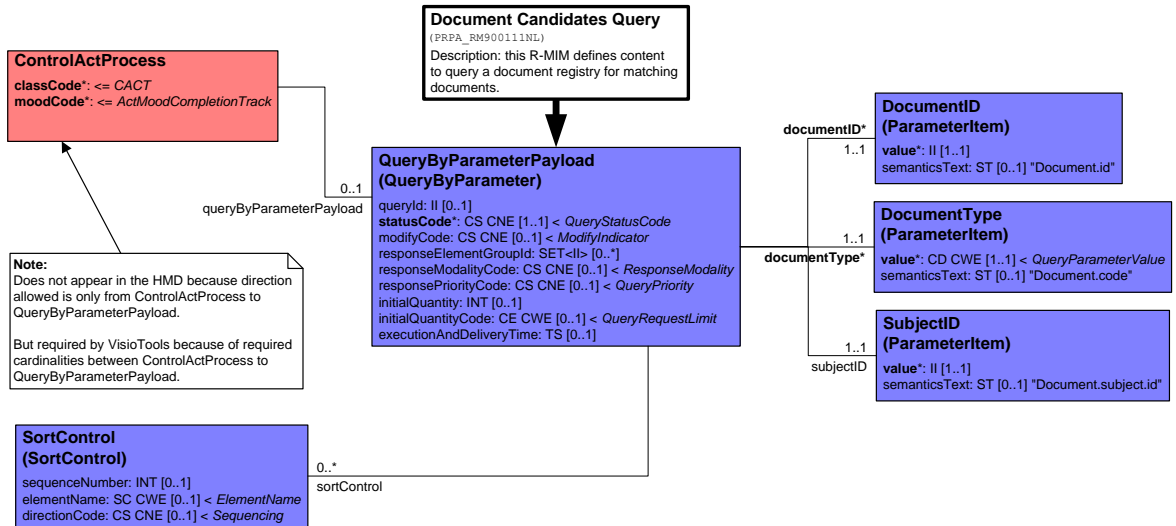 Document Candidates Query
(PRPA_RM900111NL)
Description: this R-MIM defines content
to query a document registry for matching
documents.
ControlActProcess
classCode*: <= CACT
moodCode*: <= ActMoodCompletionTrack
0..1
queryByParameterPayload
QueryByParameterPayload
(QueryByParameter)
queryId: II [0..1]
statusCode*: CS CNE [1..1] < QueryStatusCode
modifyCode: CS CNE [0..1] < ModifyIndicator
responseElementGroupId: SET<II> [0..*]
responseModalityCode: CS CNE [0..1] < ResponseModality
responsePriorityCode: CS CNE [0..1] < QueryPriority
initialQuantity: INT [0..1]
initialQuantityCode: CE CWE [0..1] < QueryRequestLimit
executionAndDeliveryTime: TS [0..1]
documentID*
1..1
DocumentID
(ParameterItem)
value*: II [1..1]
semanticsText: ST [0..1] "Document.id"
1..1
documentType*
DocumentType
(ParameterItem)
value*: CD CWE [1..1] < QueryParameterValue
semanticsText: ST [0..1] "Document.code"
1..1
subjectID
SubjectID
(ParameterItem)
value*: II [1..1]
semanticsText: ST [0..1] "Document.subject.id"
Note:
Does not appear in the HMD because direction
allowed is only from ControlActProcess to
QueryByParameterPayload.
But required by VisioTools because of required
cardinalities between ControlActProcess to
QueryByParameterPayload.
SortControl
(SortControl)
sequenceNumber: INT [0..1]
elementName: SC CWE [0..1] < ElementName
directionCode: CS CNE [0..1] < Sequencing
0..*
sortControl